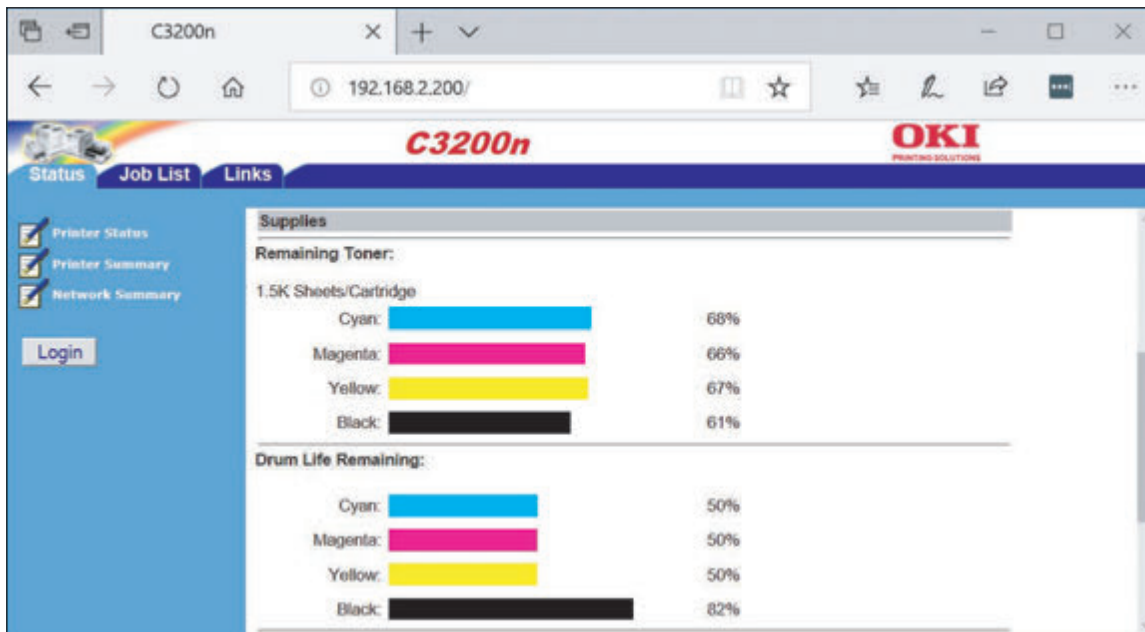 C3200n
192.168.2.200/
C3200n
OKI
PRINTING SOLUTIONS
Status Job List Links
Printer Status
Printer Summary
Network Summary
Login
Supplies
Remaining Toner:
1.5K Sheets/Cartridge
Cyan: 68%
Magenta: 66%
Yellow: 67%
Black: 61%
Drum Life Remaining:
Cyan: 50%
Magenta: 50%
Yellow: 50%
Black: 82%